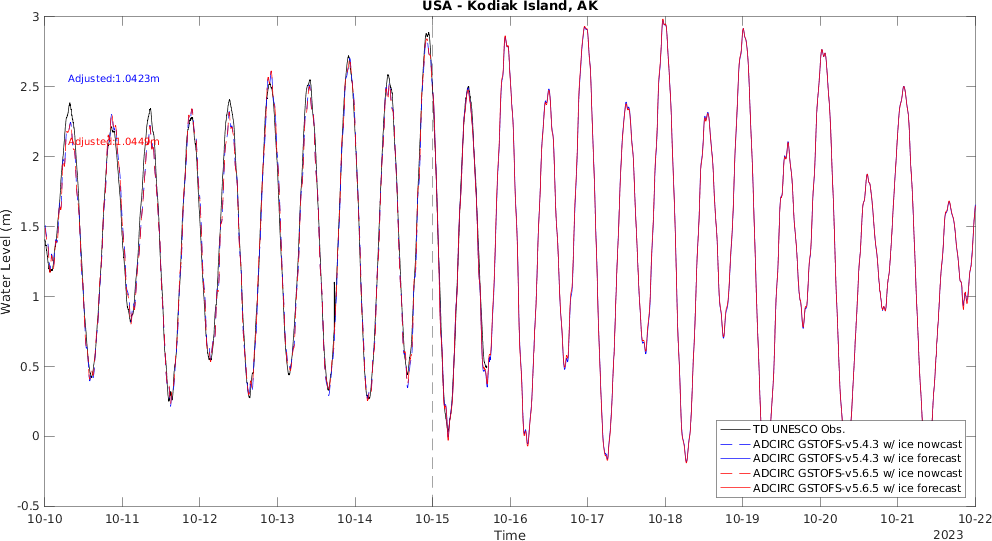 USA - Kodiak Island, AK
Adjusted:1.0423m
Adjusted:1.0449m
Water Level (m)
3
2.5
2
1.5
1
0.5
0
-0.5
TD UNESCO Obs.
ADCIRC GSTOFS-v5.4.3 w/ ice nowcast
ADCIRC GSTOFS-v5.4.3 w/ ice forecast
ADCIRC GSTOFS-v5.6.5 w/ ice nowcast
ADCIRC GSTOFS-v5.6.5 w/ ice forecast
10-10 10-11 10-12 10-13 10-14 10-15 10-16 10-17 10-18 10-19 10-20 10-21 10-22
Time
2023